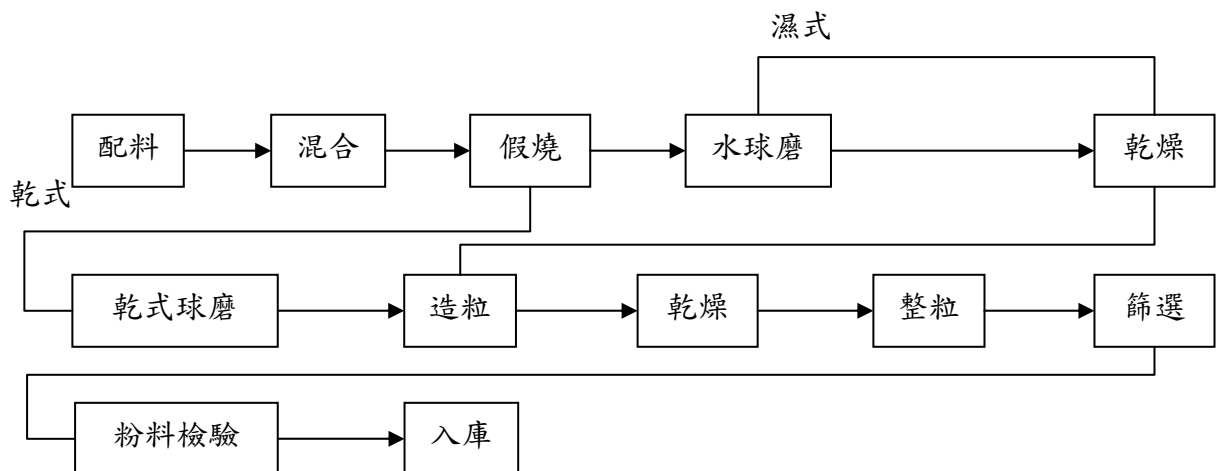 濕式
配料 混合 假燒 水球磨 乾燥
乾式
乾式球磨 造粒 乾燥 整粒 篩選
粉料檢驗 入庫